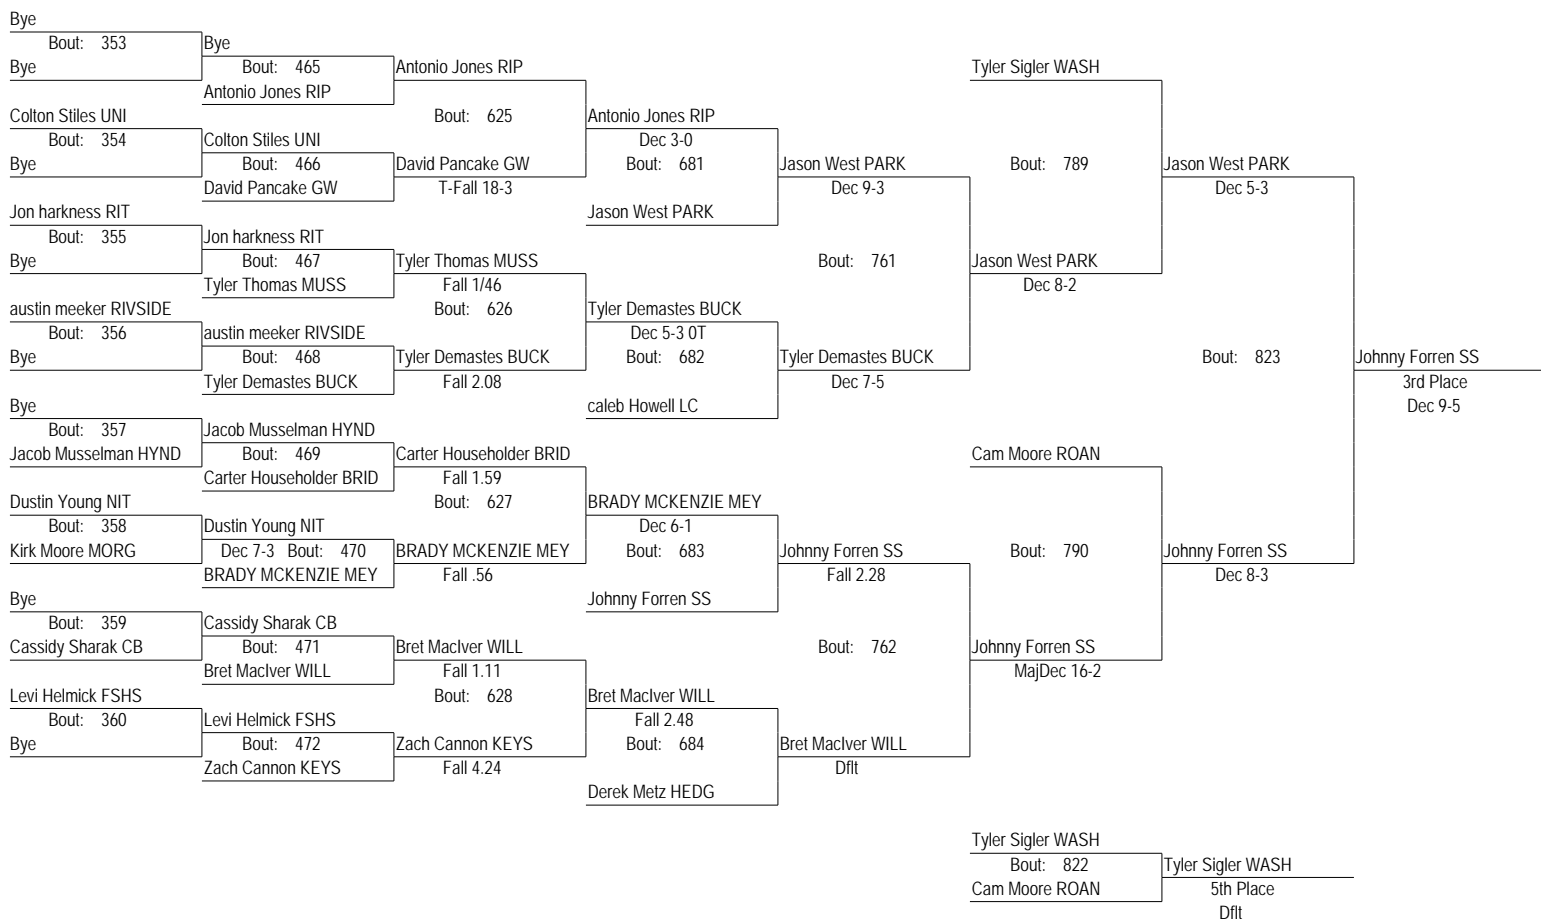 Bye
Bout: 353
Bye
Bye
Bout: 465
Antonio Jones RIP
Antonio Jones RIP
Tyler Sigler WASH
Colton Stiles UNI
Bout: 625
Antonio Jones RIP
Bout: 354
Colton Stiles UNI
Dec 3-0
Bye
Bout: 466
David Pancake GW
Bout: 681
Jason West PARK
Bout: 789
Jason West PARK
David Pancake GW
T-Fall 18-3
Dec 9-3
Dec 5-3
Jon harkness RIT
Jason West PARK
Bout: 355
Jon harkness RIT
Bye
Bout: 467
Tyler Thomas MUSS
Bout: 761
Jason West PARK
Tyler Thomas MUSS
Fall 1/46
Dec 8-2
austin meeker RIVSIDE
Bout: 626
Tyler Demastes BUCK
Bout: 356
austin meeker RIVSIDE
Dec 5-3 0T
Bye
Bout: 468
Tyler Demastes BUCK
Bout: 682
Tyler Demastes BUCK
Bout: 823
Johnny Forren SS
Tyler Demastes BUCK
Fall 2.08
Dec 7-5
3rd Place
Bye
caleb Howell LC
Dec 9-5
Bout: 357
Jacob Musselman HYND
Jacob Musselman HYND
Bout: 469
Carter Householder BRID
Cam Moore ROAN
Carter Householder BRID
Fall 1.59
Dustin Young NIT
Bout: 627
BRADY MCKENZIE MEY
Bout: 358
Dustin Young NIT
Dec 6-1
Kirk Moore MORG
Dec 7-3 Bout: 470
BRADY MCKENZIE MEY
Bout: 683
Johnny Forren SS
Bout: 790
Johnny Forren SS
BRADY MCKENZIE MEY
Fall .56
Fall 2.28
Dec 8-3
Bye
Johnny Forren SS
Bout: 359
Cassidy Sharak CB
Cassidy Sharak CB
Bout: 471
Bret MacIver WILL
Bout: 762
Johnny Forren SS
Bret MacIver WILL
Fall 1.11
MajDec 16-2
Levi Helmick FSHS
Bout: 628
Bret MacIver WILL
Bout: 360
Levi Helmick FSHS
Fall 2.48
Bye
Bout: 472
Zach Cannon KEYS
Bout: 684
Bret MacIver WILL
Zach Cannon KEYS
Fall 4.24
Dflt
Derek Metz HEDG
Tyler Sigler WASH
Bout: 822
Tyler Sigler WASH
Cam Moore ROAN
5th Place
Dflt